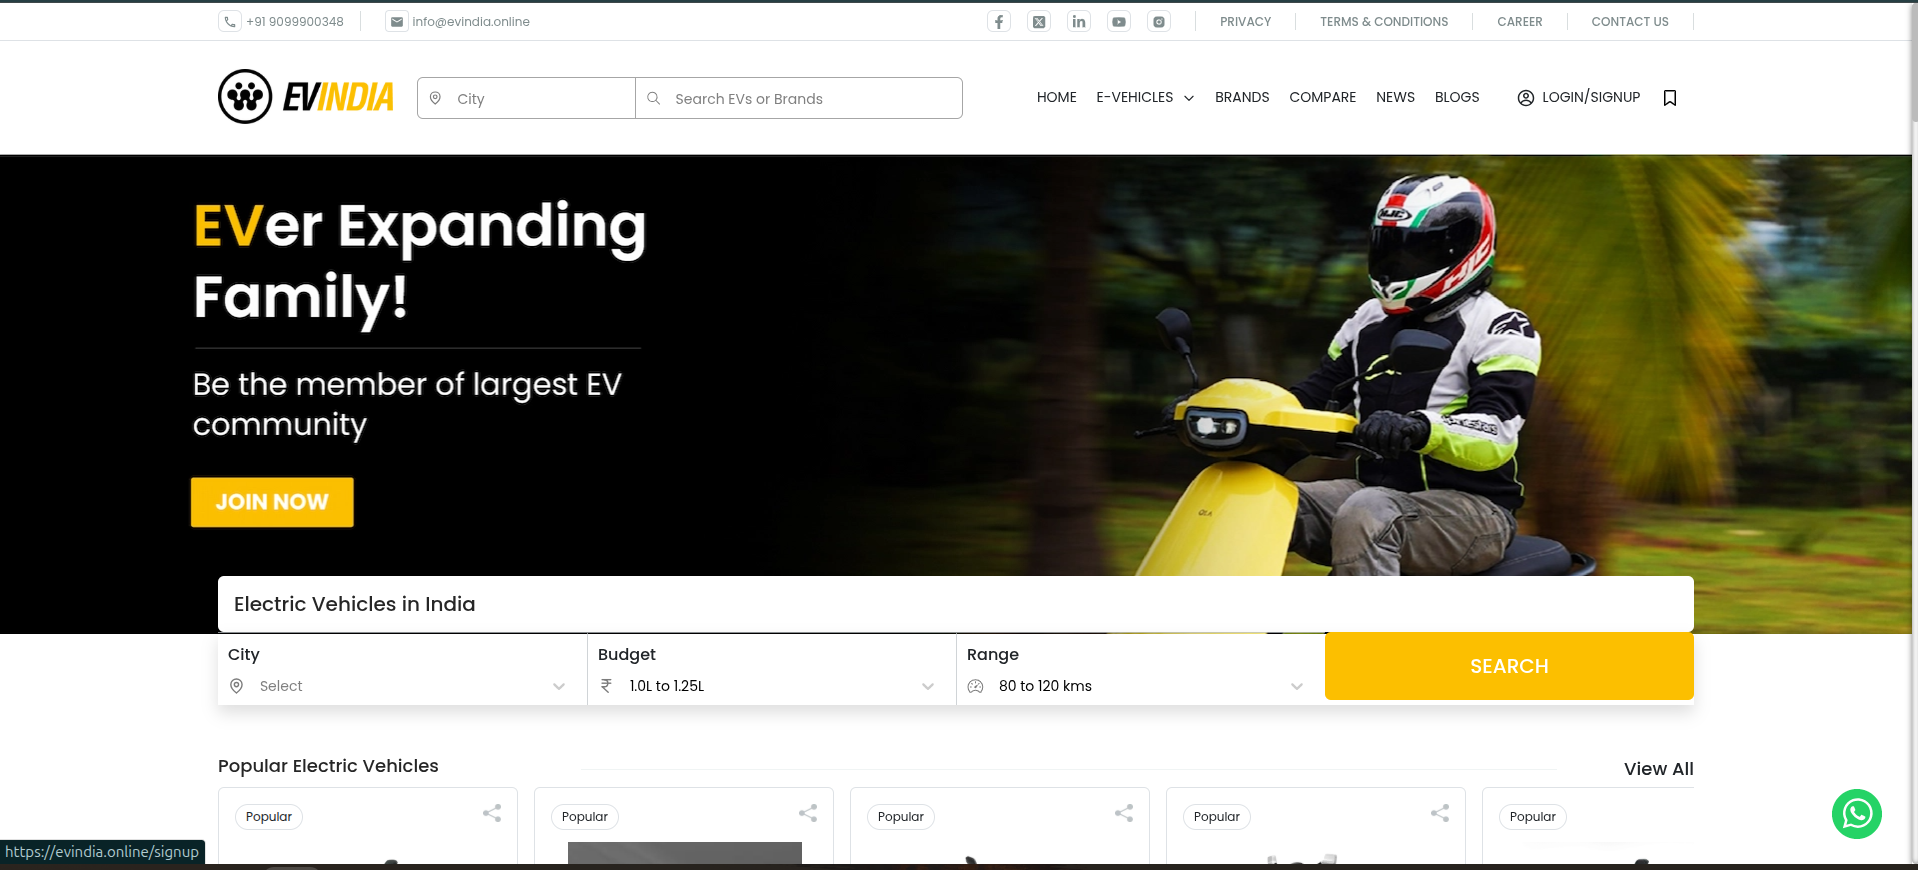 +91 9099900348
info@evindia.online
PRIVACY
TERMS & CONDITIONS
CAREER
CONTACT US
EVINDIA
City
Search EVs or Brands
HOME
E-VEHICLES
BRANDS
COMPARE
NEWS
BLOGS
LOGIN/SIGNUP
EVer Expanding
Family!
Be the member of largest EV
community
JOIN NOW
HJC
HJC
OLA
Electric Vehicles in India
City
Select
Budget
₹ 1.0L to 1.25L
Range
80 to 120 kms
SEARCH
Popular Electric Vehicles
View All
Popular
Popular
Popular
Popular
Popular
https://evindia.online/signup